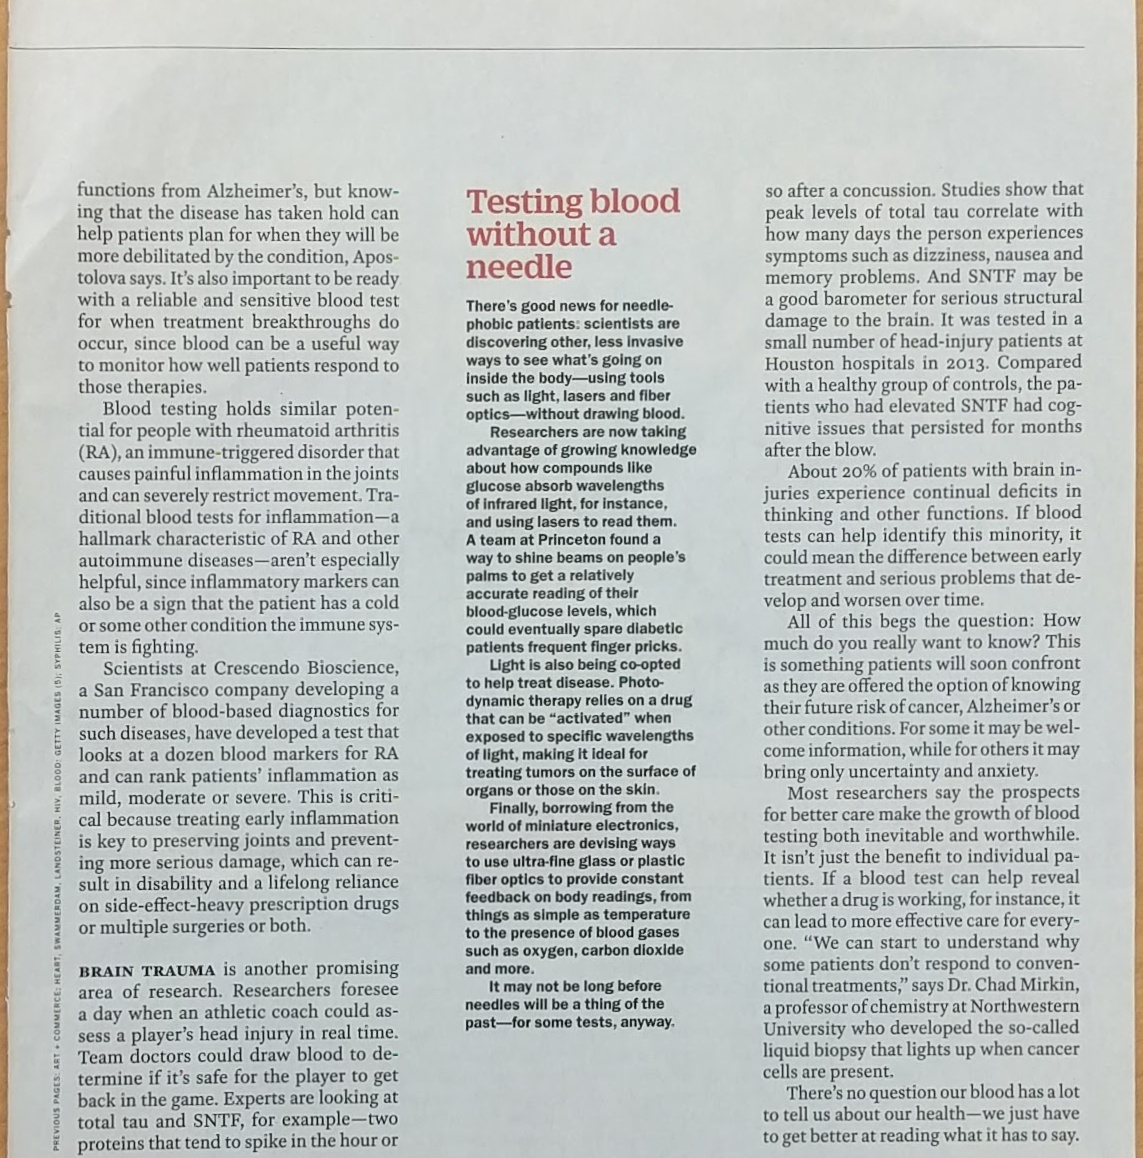 functions from Alzheimer's, but know-
ing that the disease has taken hold can
help patients plan for when they will be
more debilitated by the condition, Apos-
tolova says. It's also important to be ready
with a reliable and sensitive blood test
for when treatment breakthroughs do
occur, since blood can be a useful way
to monitor how well patients respond to
those therapies.
Blood testing holds similar poten-
tial for people with rheumatoid arthritis
(RA), an immune-triggered disorder that
causes painful inflammation in the joints
and can severely restrict movement. Tra-
ditional blood tests for inflammation—a
hallmark characteristic of RA and other
autoimmune diseases—aren't especially
helpful, since inflammatory markers can
also be a sign that the patient has a cold
or some other condition the immune sys-
tem is fighting.
Scientists at Crescendo Bioscience,
a San Francisco company developing a
number of blood-based diagnostics for
such diseases, have developed a test that
looks at a dozen blood markers for RA
and can rank patients' inflammation as
mild, moderate or severe. This is criti-
cal because treating early inflammation
is key to preserving joints and prevent-
ing more serious damage, which can re-
sult in disability and a lifelong reliance
on side-effect-heavy prescription drugs
or multiple surgeries or both.
BRAIN TRAUMA is another promising
area of research. Researchers foresee
a day when an athletic coach could as-
sess a player's head injury in real time.
Team doctors could draw blood to de-
termine if it's safe for the player to get
back in the game. Experts are looking at
total tau and SNTF, for example—two
proteins that tend to spike in the hour or
Testing blood
without a
needle
There's good news for needle-
phobic patients: scientists are
discovering other, less invasive
ways to see what's going on
inside the body—using tools
such as light, lasers and fiber
optics—without drawing blood.
Researchers are now taking
advantage of growing knowledge
about how compounds like
glucose absorb wavelengths
of infrared light, for instance,
and using lasers to read them.
A team at Princeton found a
way to shine beams on people's
palms to get a relatively
accurate reading of their
blood-glucose levels, which
could eventually spare diabetic
patients frequent finger pricks.
Light is also being co-opted
to help treat disease. Photo-
dynamic therapy relies on a drug
that can be "activated" when
exposed to specific wavelengths
of light, making it ideal for
treating tumors on the surface of
organs or those on the skin.
Finally, borrowing from the
world of miniature electronics,
researchers are devising ways
to use ultra-fine glass or plastic
fiber optics to provide constant
feedback on body readings, from
things as simple as temperature
to the presence of blood gases
such as oxygen, carbon dioxide
and more.
It may not be long before
needles will be a thing of the
past—for some tests, anyway.
so after a concussion. Studies show that
peak levels of total tau correlate with
how many days the person experiences
symptoms such as dizziness, nausea and
memory problems. And SNTF may be
a good barometer for serious structural
damage to the brain. It was tested in a
small number of head-injury patients at
Houston hospitals in 2013. Compared
with a healthy group of controls, the pa-
tients who had elevated SNTF had cog-
nitive issues that persisted for months
after the blow.
About 20% of patients with brain in-
juries experience continual deficits in
thinking and other functions. If blood
tests can help identify this minority, it
could mean the difference between early
treatment and serious problems that de-
velop and worsen over time.
All of this begs the question: How
much do you really want to know? This
is something patients will soon confront
as they are offered the option of knowing
their future risk of cancer, Alzheimer's or
other conditions. For some it may be wel-
come information, while for others it may
bring only uncertainty and anxiety.
Most researchers say the prospects
for better care make the growth of blood
testing both inevitable and worthwhile.
It isn't just the benefit to individual pa-
tients. If a blood test can help reveal
whether a drug is working, for instance, it
can lead to more effective care for every-
one. "We can start to understand why
some patients don't respond to conven-
tional treatments," says Dr. Chad Mirkin,
a professor of chemistry at Northwestern
University who developed the so-called
liquid biopsy that lights up when cancer
cells are present.
There's no question our blood has a lot
to tell us about our health—we just have
to get better at reading what it has to say.
PREVIOUS PAGES: ART + COMMERCE; HEART, SWAMMERDAM, LANDSTEINER, HIV, BLOOD: GETTY IMAGES (5); SYPHILIS: AP